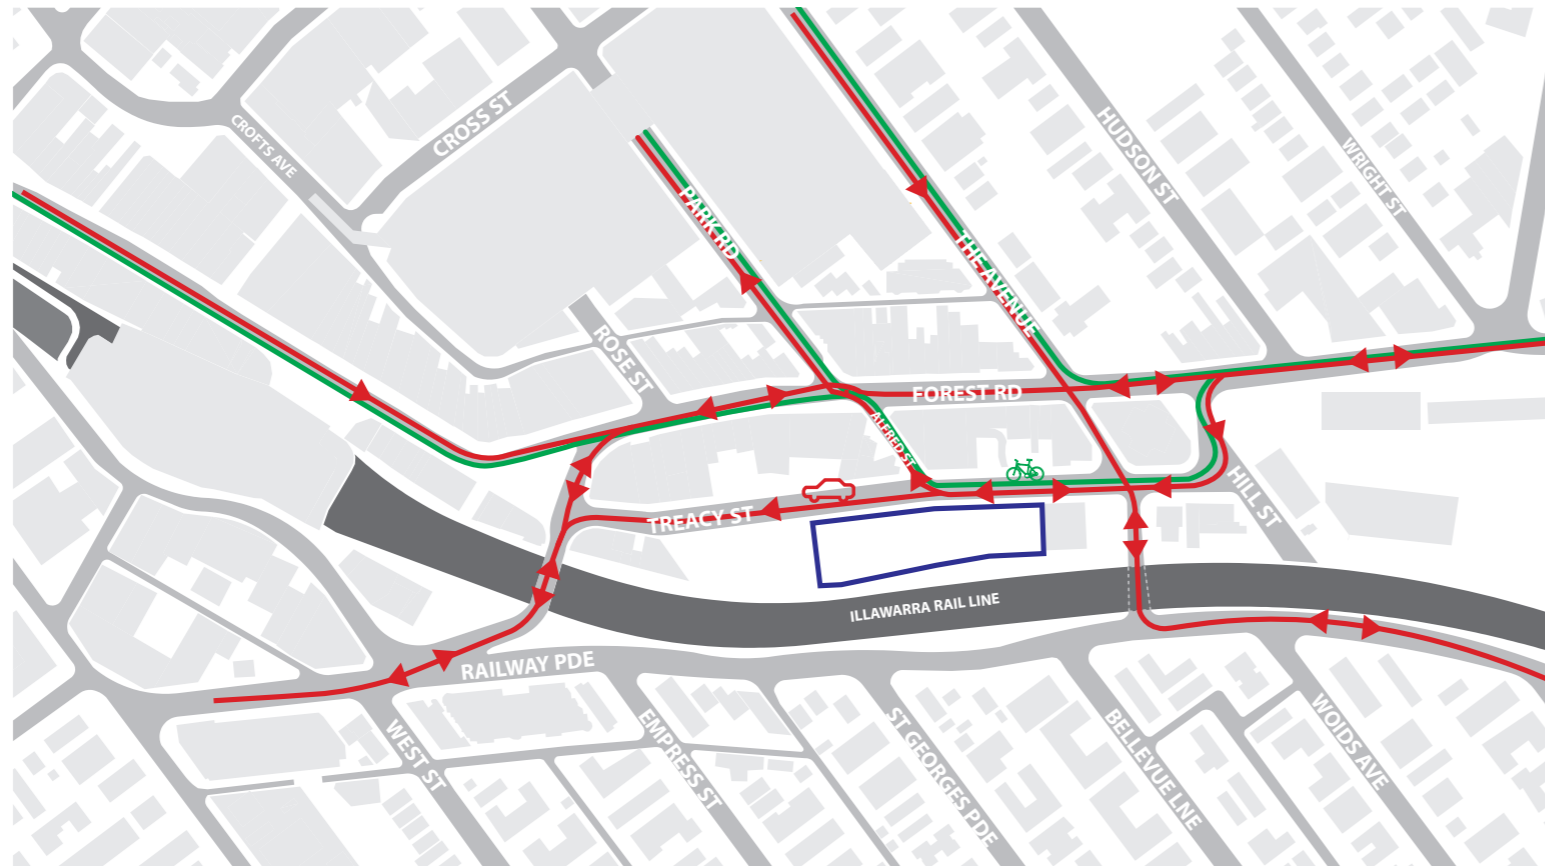 CROFTS AVE
CROSS ST
HUDSON ST
WRIGHT ST
PARK RD
THE AVENUE
ROSE ST
FOREST RD
ALFRED ST
HILL ST
TREACY ST
ILLAWARRA RAIL LINE
RAILWAY PDE
WEST ST
EMPRESS ST
ST GEORGES PDE
BELLEVUE LNE
WOIDS AVE